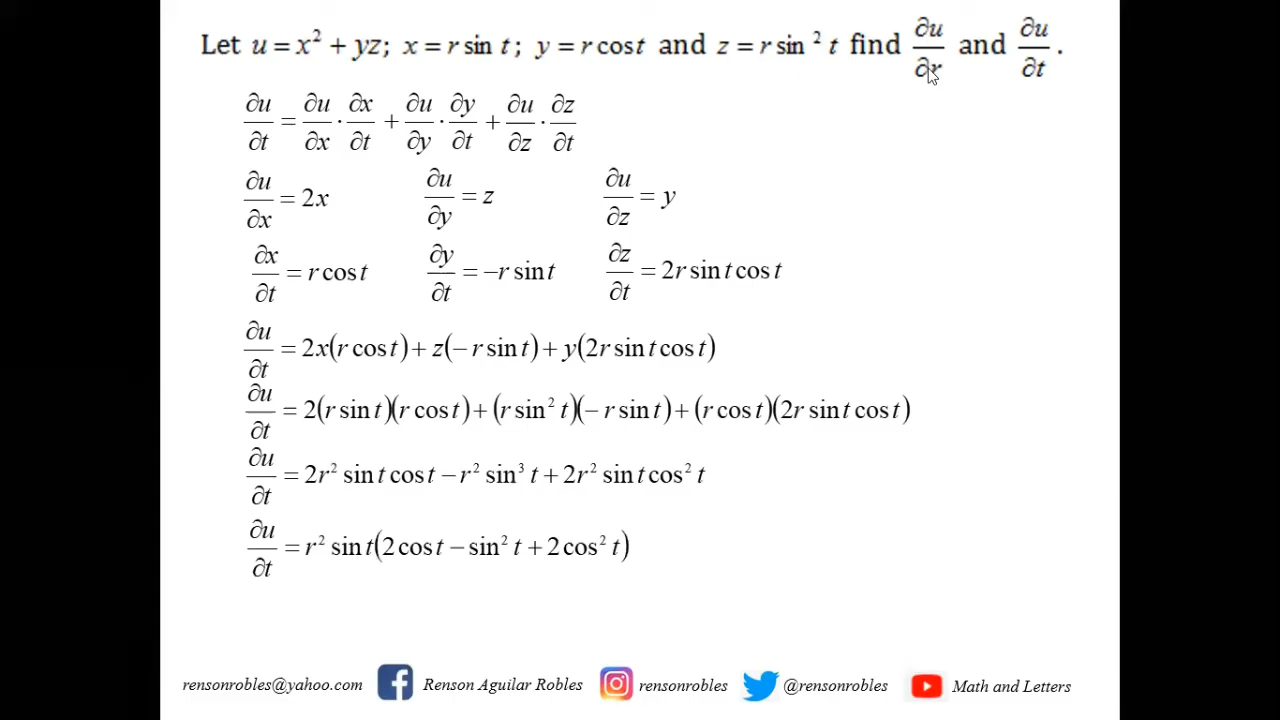 Let u = x² + yz; x = r sin t; y = r cos t and z = r sin ² t find ∂u/∂r and ∂u/∂t .
∂u/∂t = ∂u/∂x · ∂x/∂t + ∂u/∂y · ∂y/∂t + ∂u/∂z · ∂z/∂t
∂u/∂x = 2x ∂u/∂y = z ∂u/∂z = y
∂x/∂t = r cos t ∂y/∂t = −r sin t ∂z/∂t = 2r sin t cos t
∂u/∂t = 2x(r cos t) + z(−r sin t) + y(2r sin t cos t)
∂u/∂t = 2(r sin t)(r cos t) + (r sin² t)(−r sin t) + (r cos t)(2r sin t cos t)
∂u/∂t = 2r² sin t cos t − r² sin³ t + 2r² sin t cos² t
∂u/∂t = r² sin t(2 cos t − sin² t + 2 cos² t)
rensonrobles@yahoo.com Renson Aguilar Robles rensonrobles @rensonrobles Math and Letters